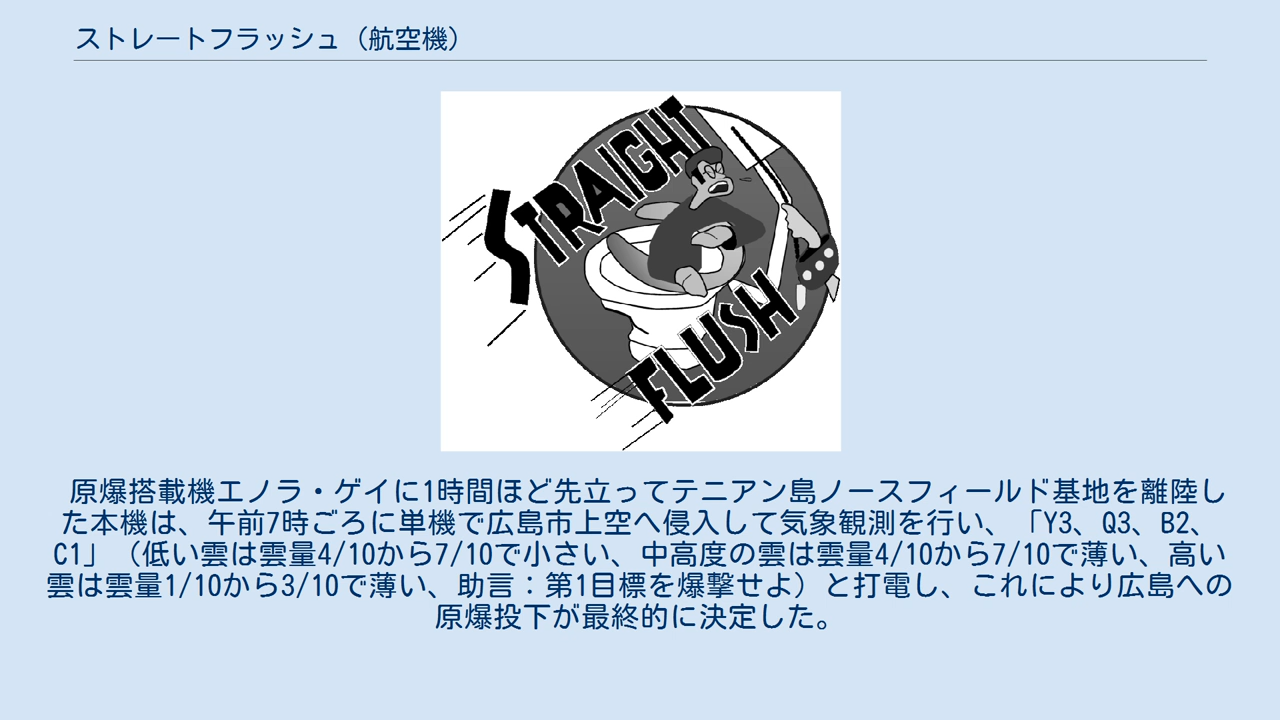 ストレートフラッシュ（航空機）
STRAIGHT
FLUSH
原爆搭載機エノラ・ゲイに1時間ほど先立ってテニアン島ノースフィールド基地を離陸し
た本機は、午前7時ごろに単機で広島市上空へ侵入して気象観測を行い、「Y3、Q3、B2、
C1」（低い雲は雲量4/10から7/10で小さい、中高度の雲は雲量4/10から7/10で薄い、高い
雲は雲量1/10から3/10で薄い、助言：第1目標を爆撃せよ）と打電し、これにより広島への
原爆投下が最終的に決定した。